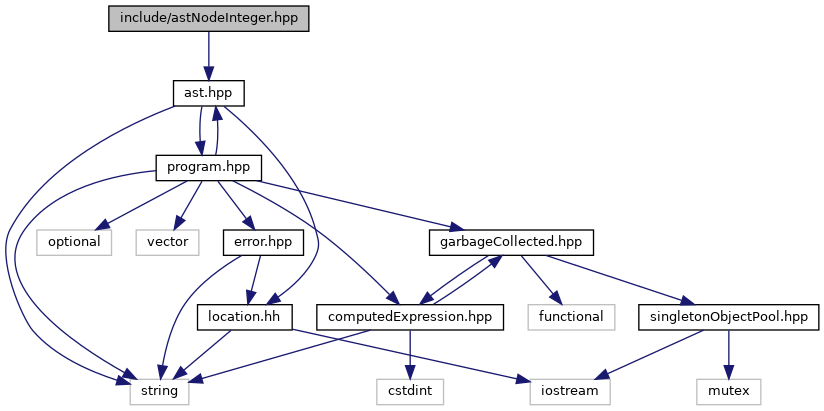 include/astNodeInteger.hpp
ast.hpp
program.hpp
optional
vector
error.hpp
garbageCollected.hpp
location.hh
computedExpression.hpp
functional
singletonObjectPool.hpp
string
cstdint
iostream
mutex